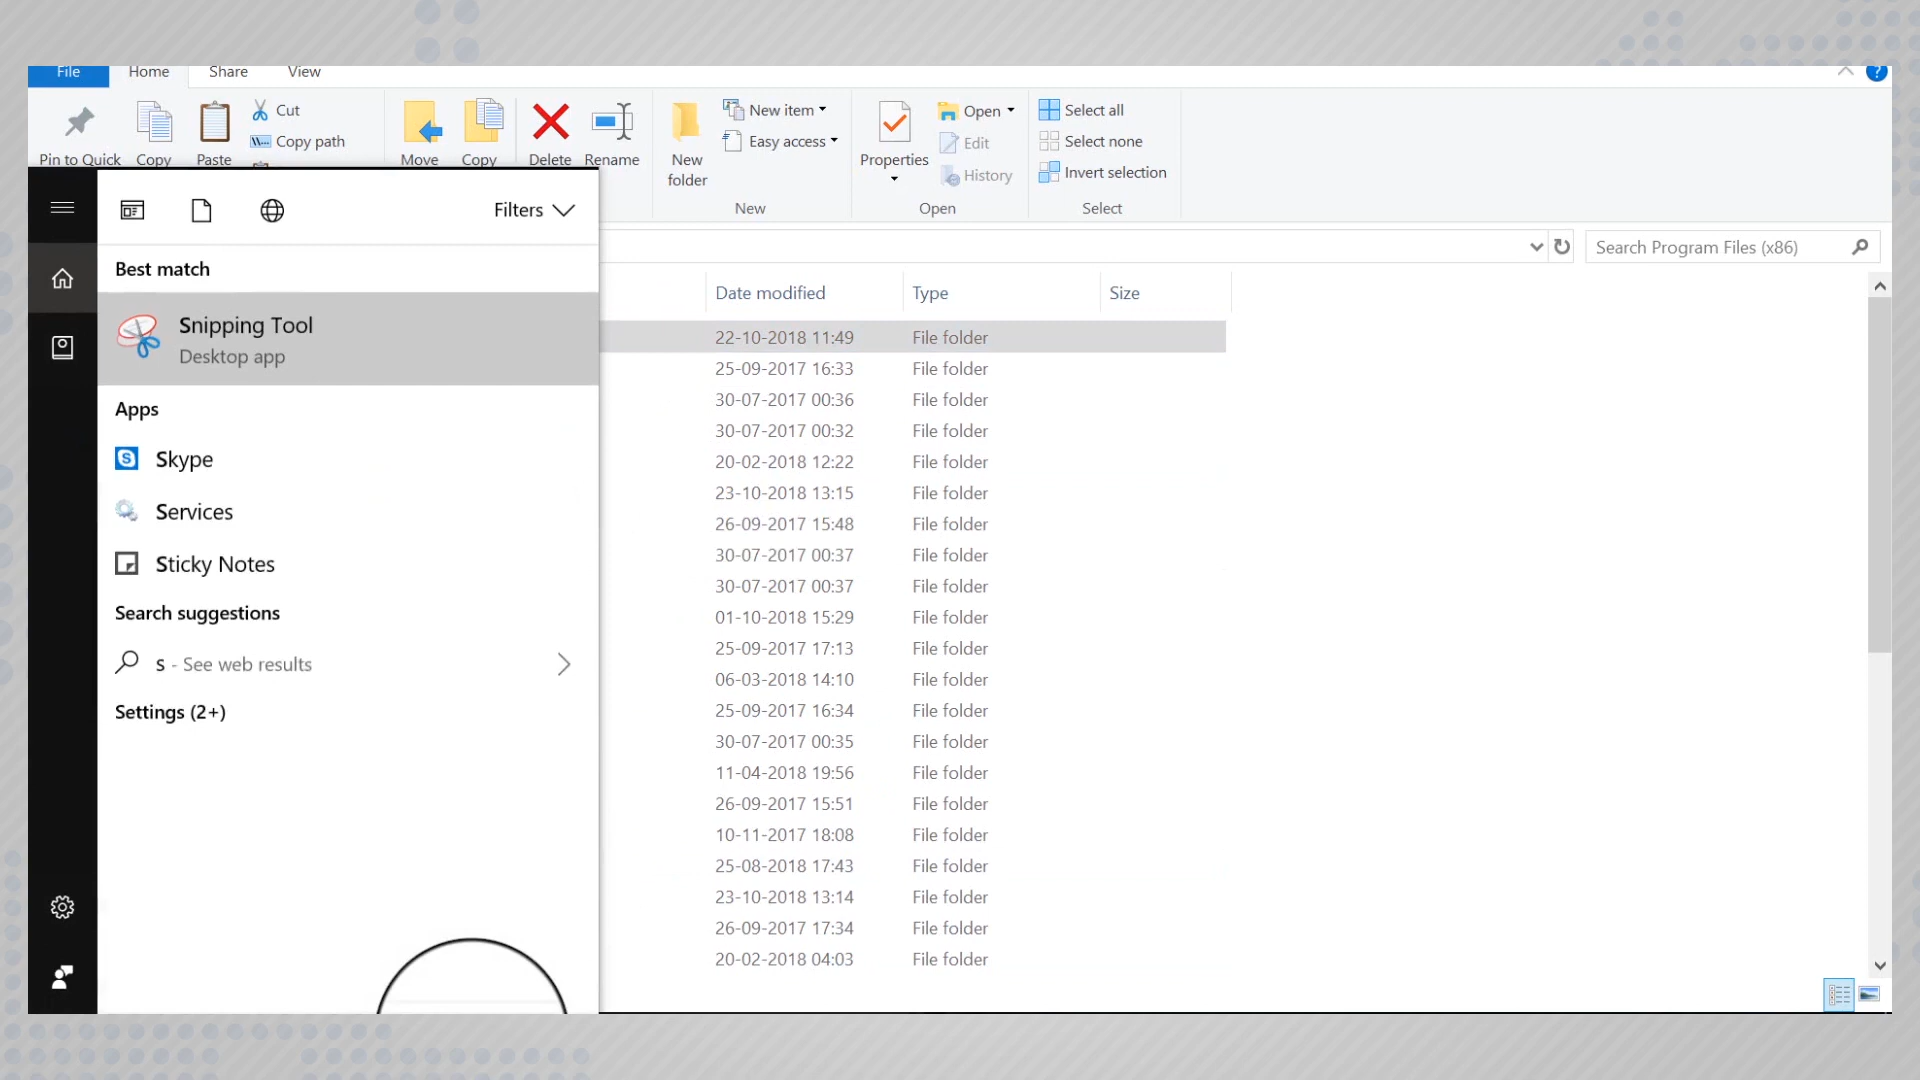 File Home Share View
?
Cut
Copy path
Pin to Quick Copy Paste
Move Copy Delete Rename
New folder
New item
Easy access
New
Properties
Open
Edit
History
Open
Select all
Select none
Invert selection
Select
Search Program Files (x86)
Filters
Best match
Snipping Tool
Desktop app
Apps
Skype
Services
Sticky Notes
Search suggestions
s - See web results
Settings (2+)
Date modified Type Size
22-10-2018 11:49 File folder
25-09-2017 16:33 File folder
30-07-2017 00:36 File folder
30-07-2017 00:32 File folder
20-02-2018 12:22 File folder
23-10-2018 13:15 File folder
26-09-2017 15:48 File folder
30-07-2017 00:37 File folder
30-07-2017 00:37 File folder
01-10-2018 15:29 File folder
25-09-2017 17:13 File folder
06-03-2018 14:10 File folder
25-09-2017 16:34 File folder
30-07-2017 00:35 File folder
11-04-2018 19:56 File folder
26-09-2017 15:51 File folder
10-11-2017 18:08 File folder
25-08-2018 17:43 File folder
23-10-2018 13:14 File folder
26-09-2017 17:34 File folder
20-02-2018 04:03 File folder